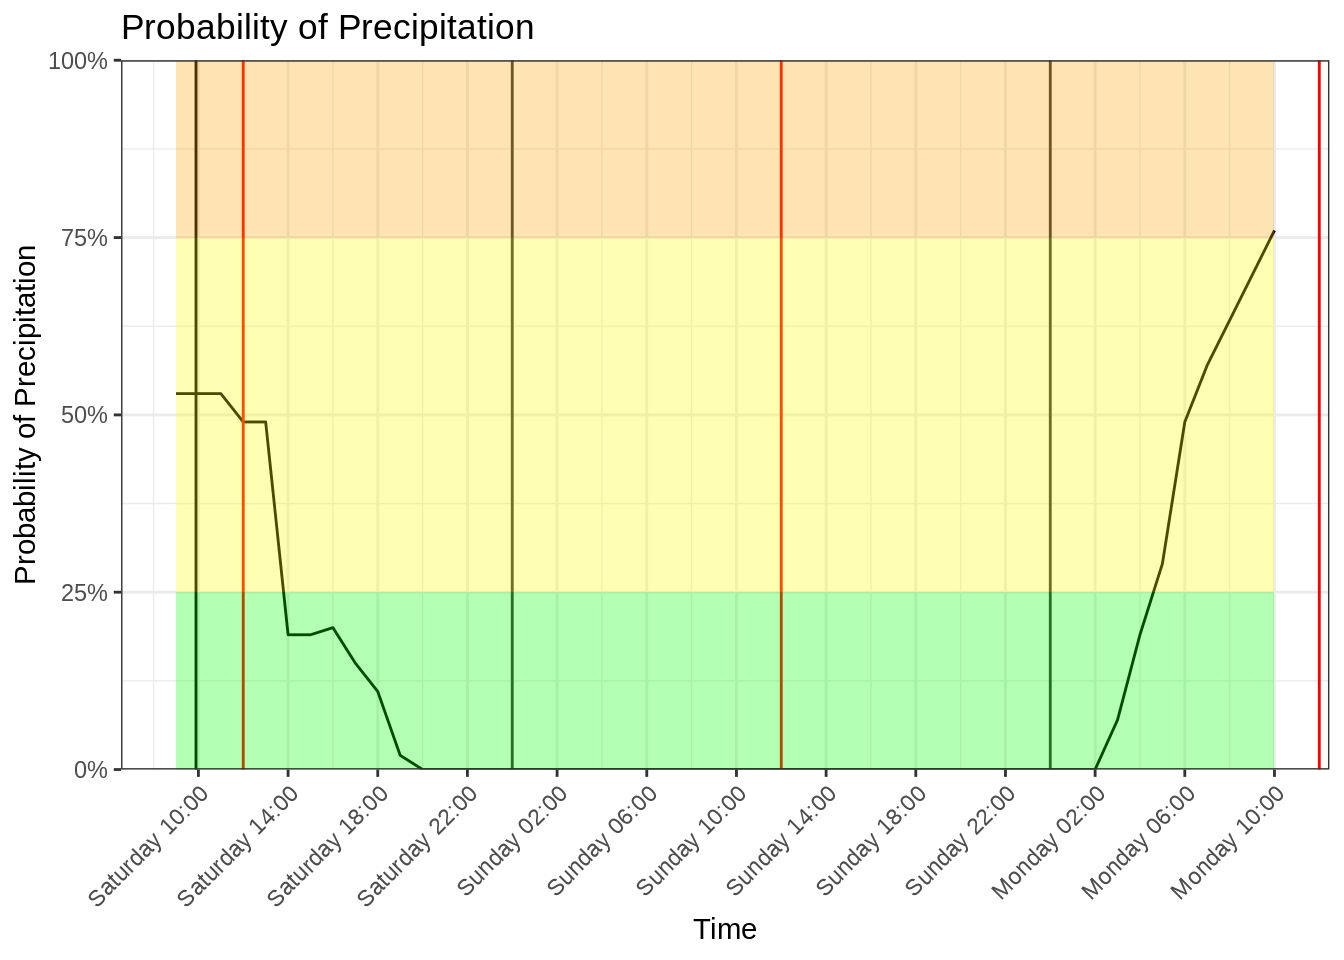 Probability of Precipitation
Probability of Precipitation
100%
75%
50%
25%
0%
Saturday 10:00
Saturday 14:00
Saturday 18:00
Saturday 22:00
Sunday 02:00
Sunday 06:00
Sunday 10:00
Sunday 14:00
Sunday 18:00
Sunday 22:00
Monday 02:00
Monday 06:00
Monday 10:00
Time